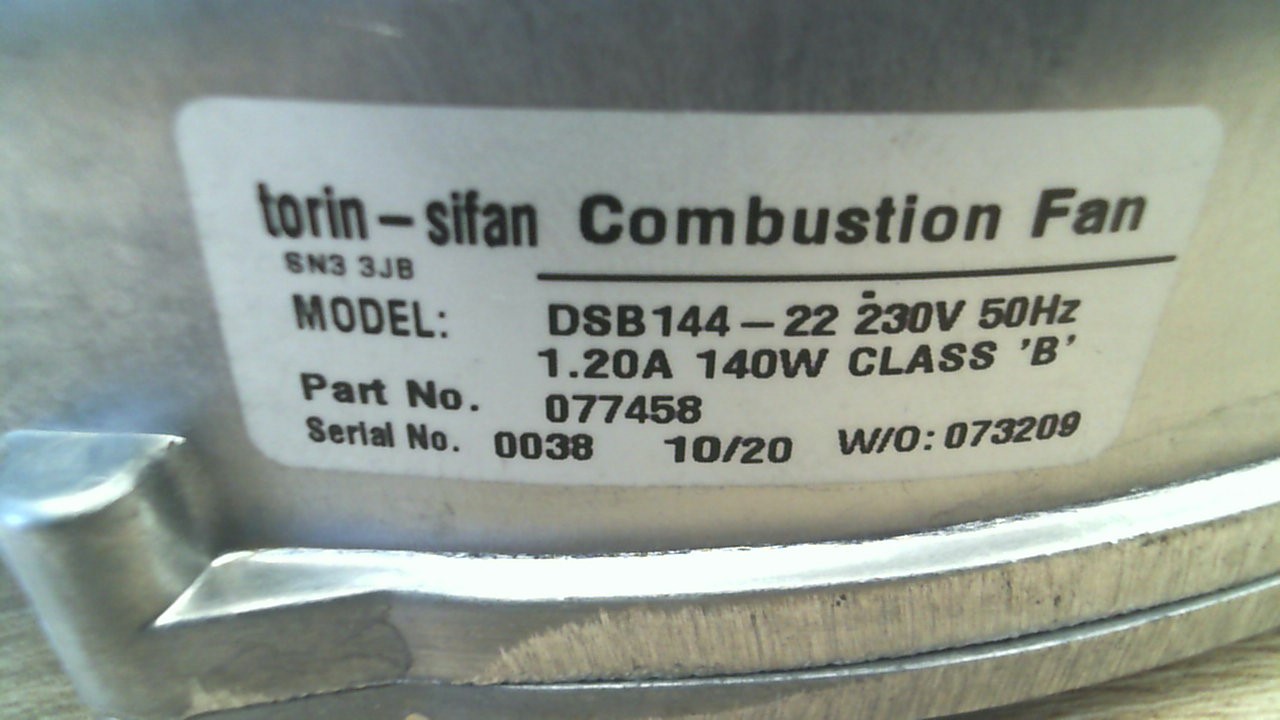 torin-sifan Combustion Fan
SN3 3JB
MODEL: DSB144-22 230V 50Hz
1.20A 140W CLASS 'B'
Part No. 077458
Serial No. 0038 10/20 W/O: 073209